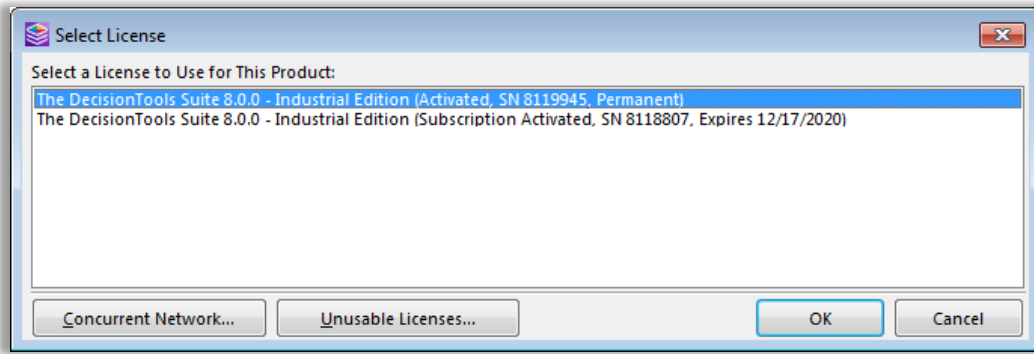 Select License
Select a License to Use for This Product:
The DecisionTools Suite 8.0.0 - Industrial Edition (Activated, SN 8119945, Permanent)
The DecisionTools Suite 8.0.0 - Industrial Edition (Subscription Activated, SN 8118807, Expires 12/17/2020)
Concurrent Network... Unusable Licenses... OK Cancel